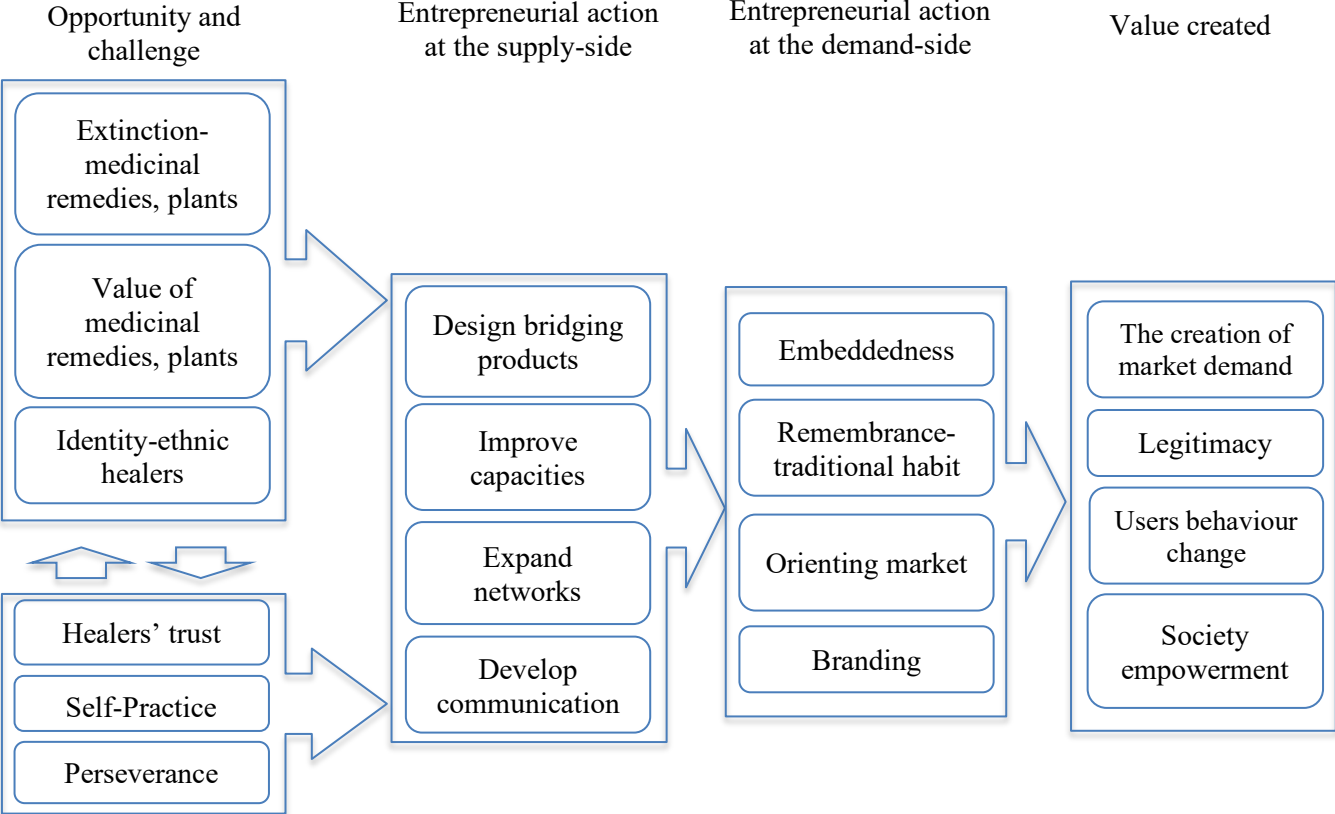 Opportunity and
challenge
Extinction-
medicinal
remedies, plants
Value of
medicinal
remedies, plants
Identity-ethnic
healers
Healers’ trust
Self-Practice
Perseverance
Entrepreneurial action
at the supply-side
Design bridging
products
Improve
capacities
Expand
networks
Develop
communication
Entrepreneurial action
at the demand-side
Embeddedness
Remembrance-
traditional habit
Orienting market
Branding
Value created
The creation of
market demand
Legitimacy
Users behaviour
change
Society
empowerment